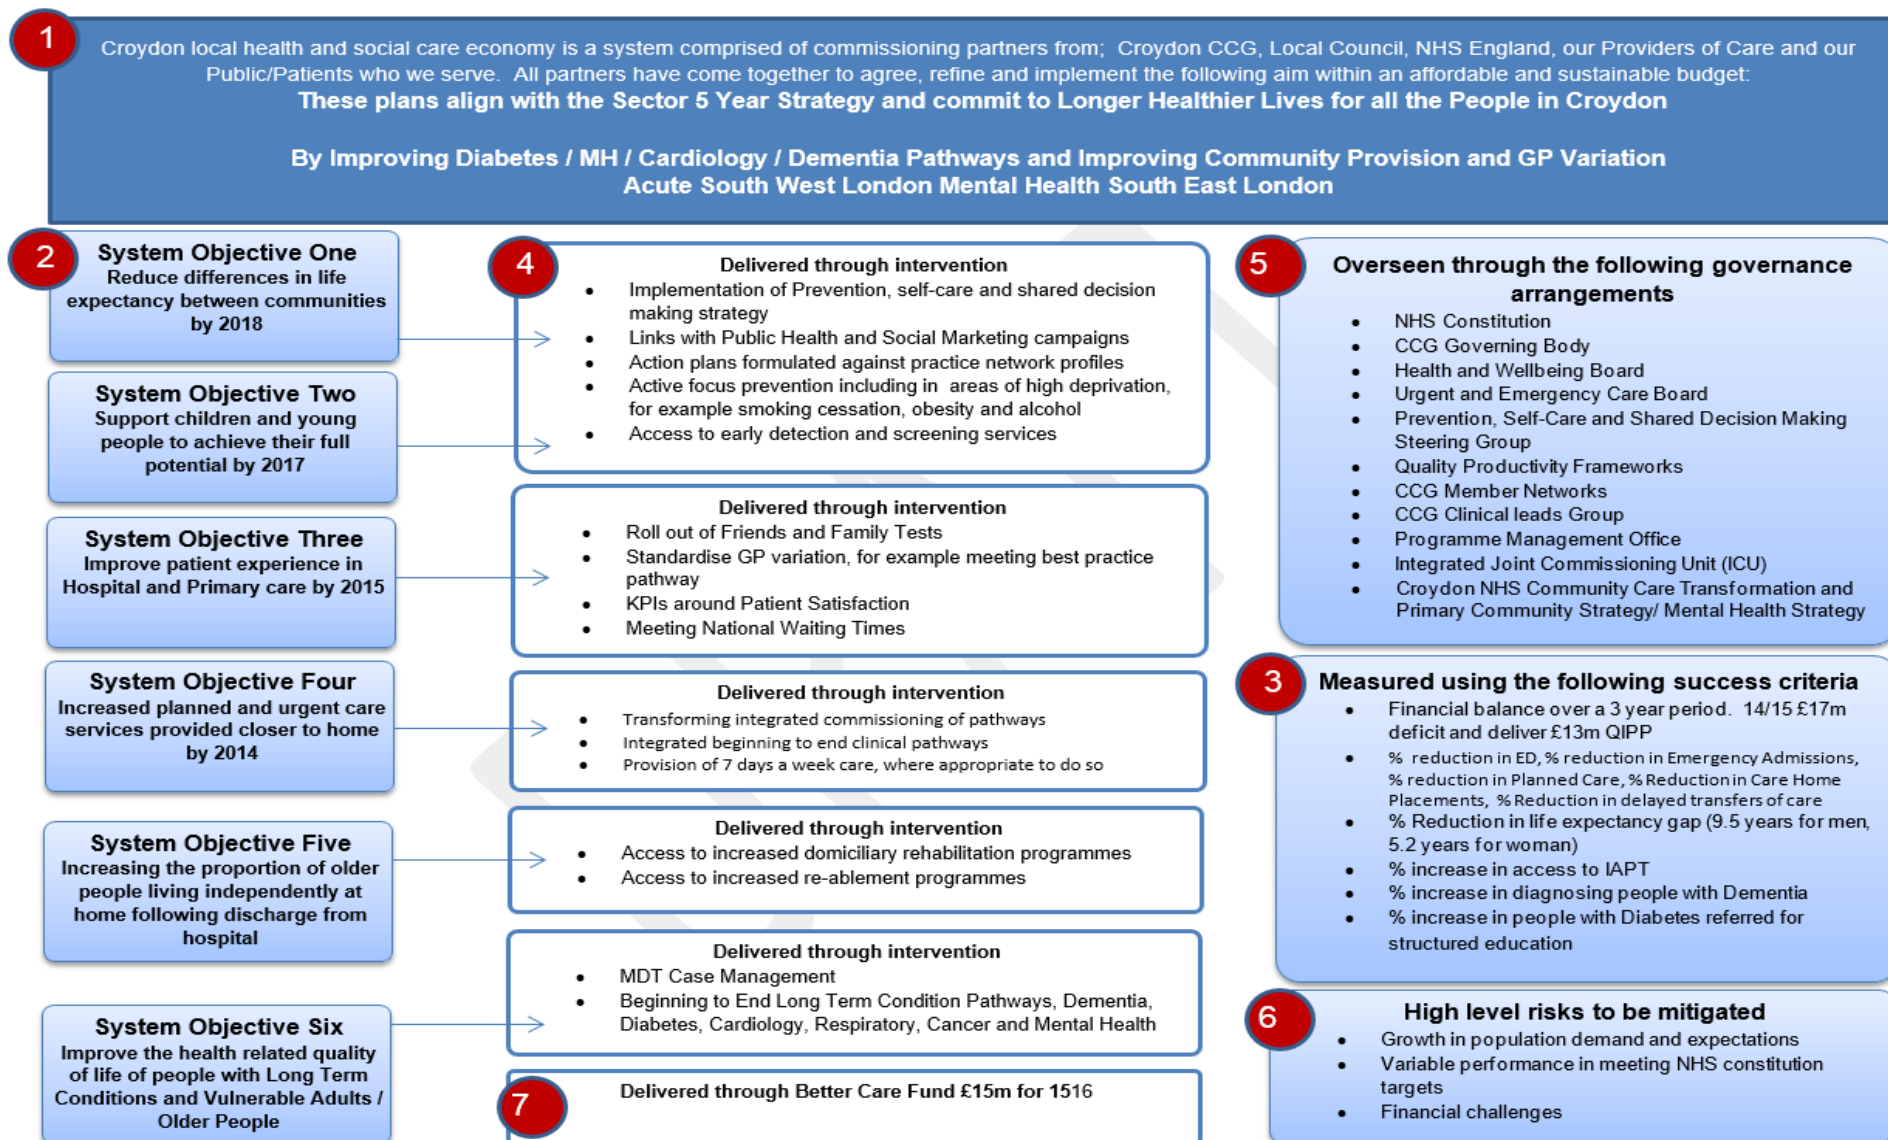 1
Croydon local health and social care economy is a system comprised of commissioning partners from; Croydon CCG, Local Council, NHS England, our Providers of Care and our
Public/Patients who we serve. All partners have come together to agree, refine and implement the following aim within an affordable and sustainable budget:
These plans align with the Sector 5 Year Strategy and commit to Longer Healthier Lives for all the People in Croydon
By Improving Diabetes / MH / Cardiology / Dementia Pathways and Improving Community Provision and GP Variation
Acute South West London Mental Health South East London
2
System Objective One
Reduce differences in life
expectancy between communities
by 2018
System Objective Two
Support children and young
people to achieve their full
potential by 2017
System Objective Three
Improve patient experience in
Hospital and Primary care by 2015
System Objective Four
Increased planned and urgent care
services provided closer to home
by 2014
System Objective Five
Increasing the proportion of older
people living independently at
home following discharge from
hospital
System Objective Six
Improve the health related quality
of life of people with Long Term
Conditions and Vulnerable Adults /
Older People
4
Delivered through intervention
• Implementation of Prevention, self-care and shared decision
making strategy
• Links with Public Health and Social Marketing campaigns
• Action plans formulated against practice network profiles
• Active focus prevention including in areas of high deprivation,
for example smoking cessation, obesity and alcohol
• Access to early detection and screening services
Delivered through intervention
• Roll out of Friends and Family Tests
• Standardise GP variation, for example meeting best practice
pathway
• KPIs around Patient Satisfaction
• Meeting National Waiting Times
Delivered through intervention
• Transforming integrated commissioning of pathways
• Integrated beginning to end clinical pathways
• Provision of 7 days a week care, where appropriate to do so
Delivered through intervention
• Access to increased domiciliary rehabilitation programmes
• Access to increased re-ablement programmes
Delivered through intervention
• MDT Case Management
• Beginning to End Long Term Condition Pathways, Dementia,
Diabetes, Cardiology, Respiratory, Cancer and Mental Health
7
Delivered through Better Care Fund £15m for 1516
5
Overseen through the following governance
arrangements
• NHS Constitution
• CCG Governing Body
• Health and Wellbeing Board
• Urgent and Emergency Care Board
• Prevention, Self-Care and Shared Decision Making
Steering Group
• Quality Productivity Frameworks
• CCG Member Networks
• CCG Clinical leads Group
• Programme Management Office
• Integrated Joint Commissioning Unit (ICU)
• Croydon NHS Community Care Transformation and
Primary Community Strategy/ Mental Health Strategy
3
Measured using the following success criteria
• Financial balance over a 3 year period. 14/15 £17m
deficit and deliver £13m QIPP
• % reduction in ED, % reduction in Emergency Admissions,
% reduction in Planned Care, % Reduction in Care Home
Placements, % Reduction in delayed transfers of care
• % Reduction in life expectancy gap (9.5 years for men,
5.2 years for woman)
• % increase in access to IAPT
• % increase in diagnosing people with Dementia
• % increase in people with Diabetes referred for
structured education
6
High level risks to be mitigated
• Growth in population demand and expectations
• Variable performance in meeting NHS constitution
targets
• Financial challenges